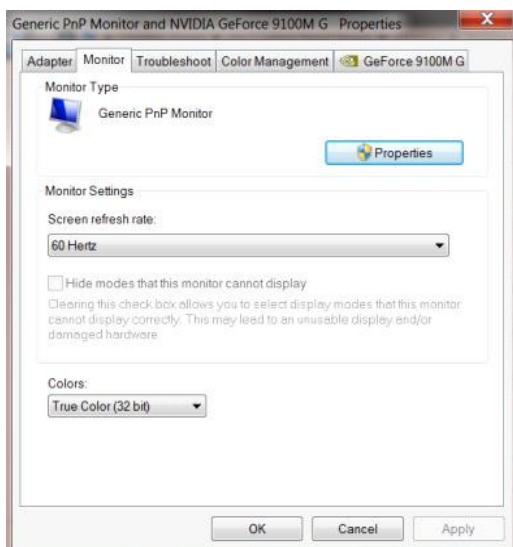 Generic PnP Monitor and NVIDIA GeForce 9100M G Properties
Adapter Monitor Troubleshoot Color Management GeForce 9100M G
Monitor Type
Generic PnP Monitor
Properties
Monitor Settings
Screen refresh rate:
60 Hertz
Hide modes that this monitor cannot display
Clearing this check box allows you to select display modes that this monitor
cannot display correctly. This may lead to an unusable display and/or
damaged hardware.
Colors:
True Color (32 bit)
OK Cancel Apply